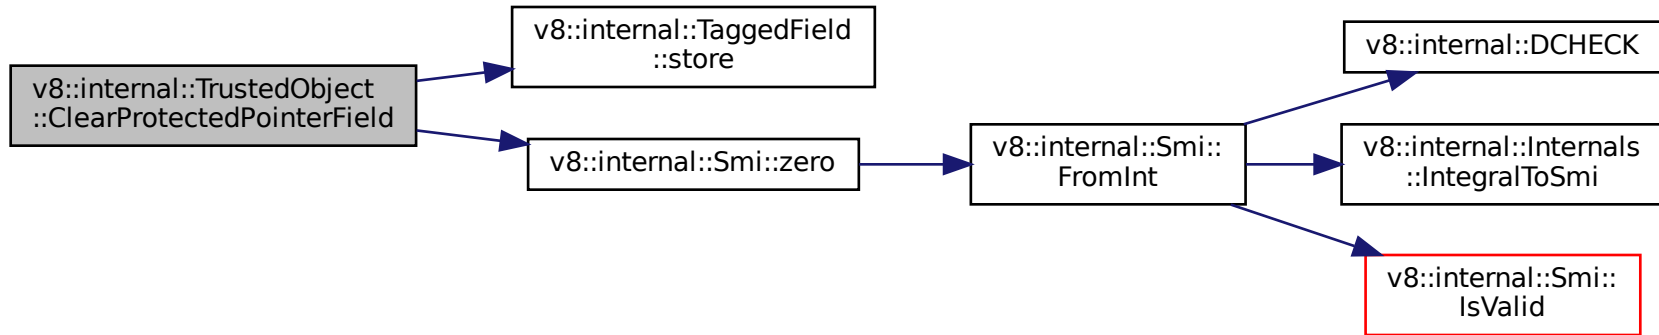 v8::internal::TrustedObject
::ClearProtectedPointerField
v8::internal::TaggedField
::store
v8::internal::Smi::zero
v8::internal::Smi::
FromInt
v8::internal::DCHECK
v8::internal::Internals
::IntegralToSmi
v8::internal::Smi::
IsValid